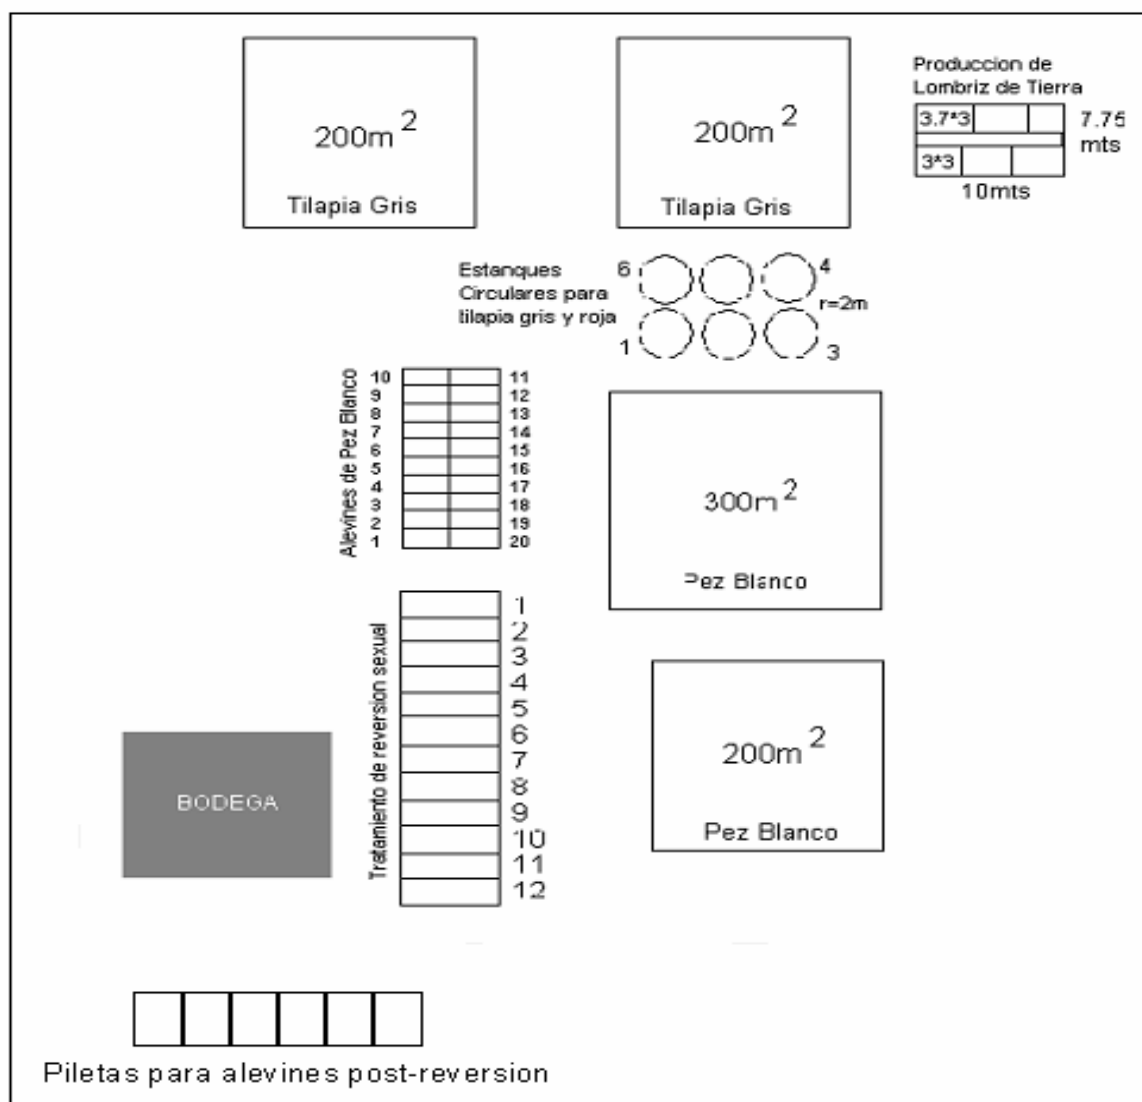 200m²
Tilapia Gris
200m²
Tilapia Gris
Produccion de
Lombriz de Tierra
3.7*3
3*3
7.75
mts
10mts
Estanques
Circulares para
tilapia gris y roja
6
4
r=2m
1
3
Alevines de Pez Blanco
10 11
9 12
8 13
7 14
6 15
5 16
4 17
3 18
2 19
1 20
300m²
Pez Blanco
Tratamiento de reversion sexual
1
2
3
4
5
6
7
8
9
10
11
12
200m²
Pez Blanco
BODEGA
Piletas para alevines post-reversion